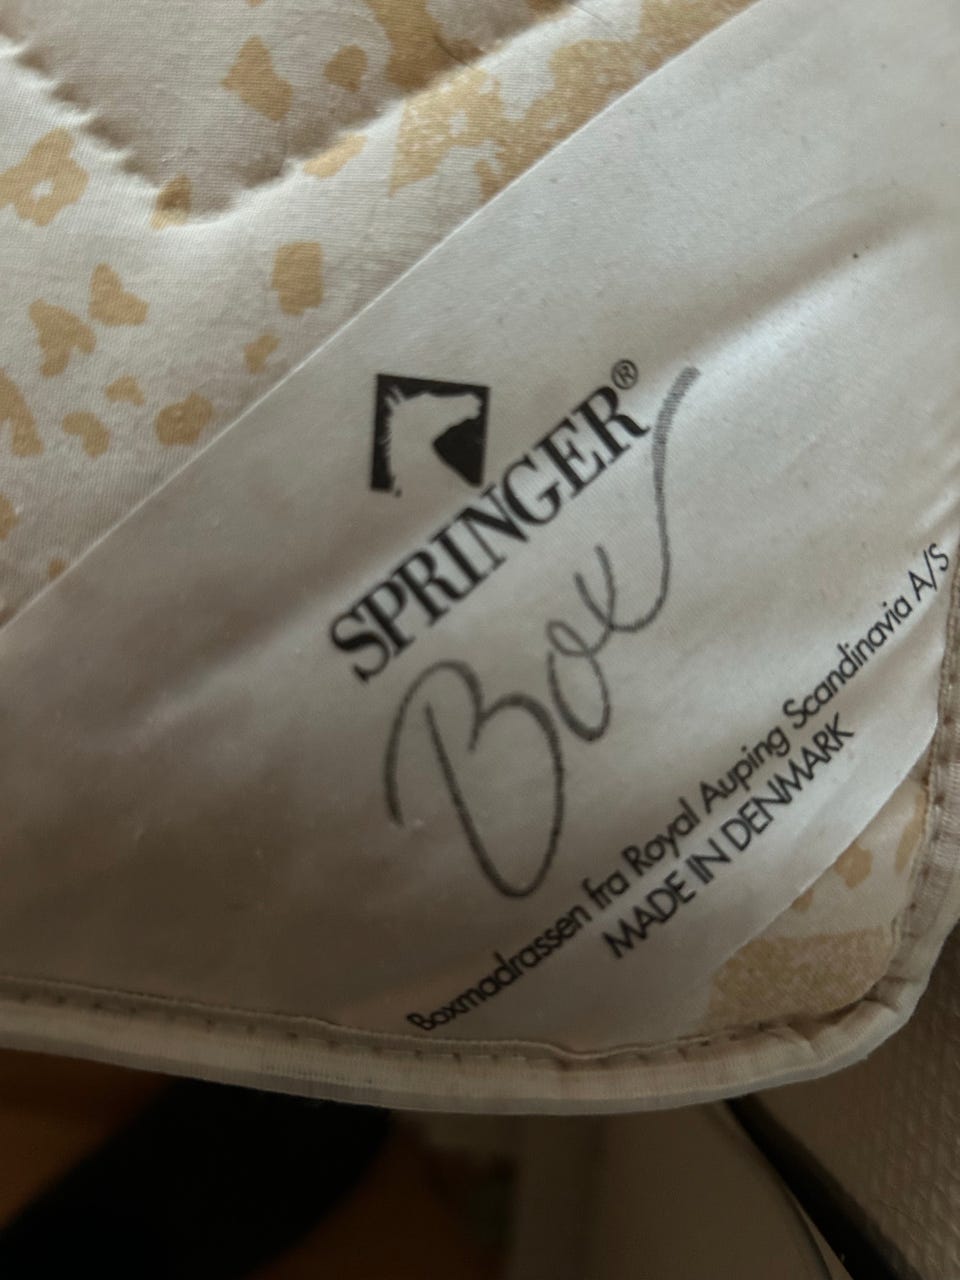 SPRINGER®
Box
Boxmadrassen fra Royal Auping Scandinavia A/S
MADE IN DENMARK